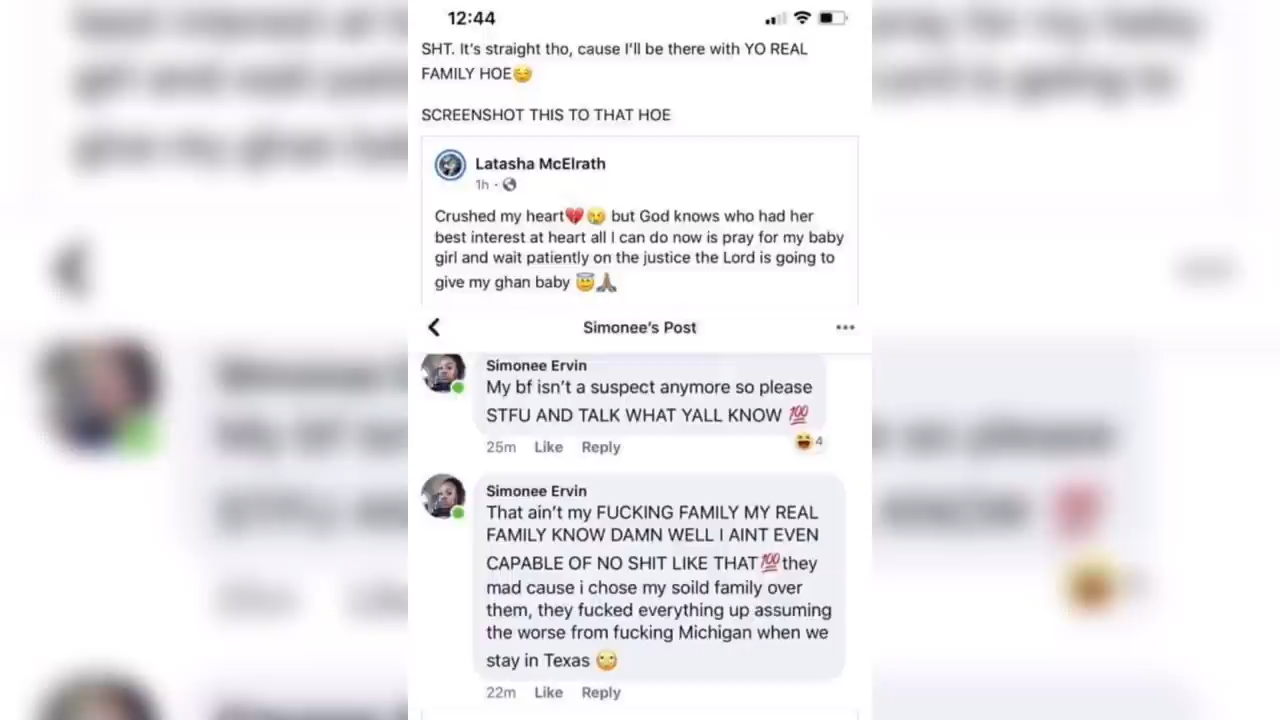 12:44
SHT. It's straight tho, cause I'll be there with YO REAL
FAMILY HOE😌
SCREENSHOT THIS TO THAT HOE
Latasha McElrath
1h ·
Crushed my heart💔😢 but God knows who had her
best interest at heart all I can do now is pray for my baby
girl and wait patiently on the justice the Lord is going to
give my ghan baby 😇🙏🏽
Simonee's Post
Simonee Ervin
My bf isn't a suspect anymore so please
STFU AND TALK WHAT YALL KNOW 💯
25m Like Reply 😆 4
Simonee Ervin
That ain't my FUCKING FAMILY MY REAL
FAMILY KNOW DAMN WELL I AINT EVEN
CAPABLE OF NO SHIT LIKE THAT💯they
mad cause i chose my soild family over
them, they fucked everything up assuming
the worse from fucking Michigan when we
stay in Texas 🙄
22m Like Reply